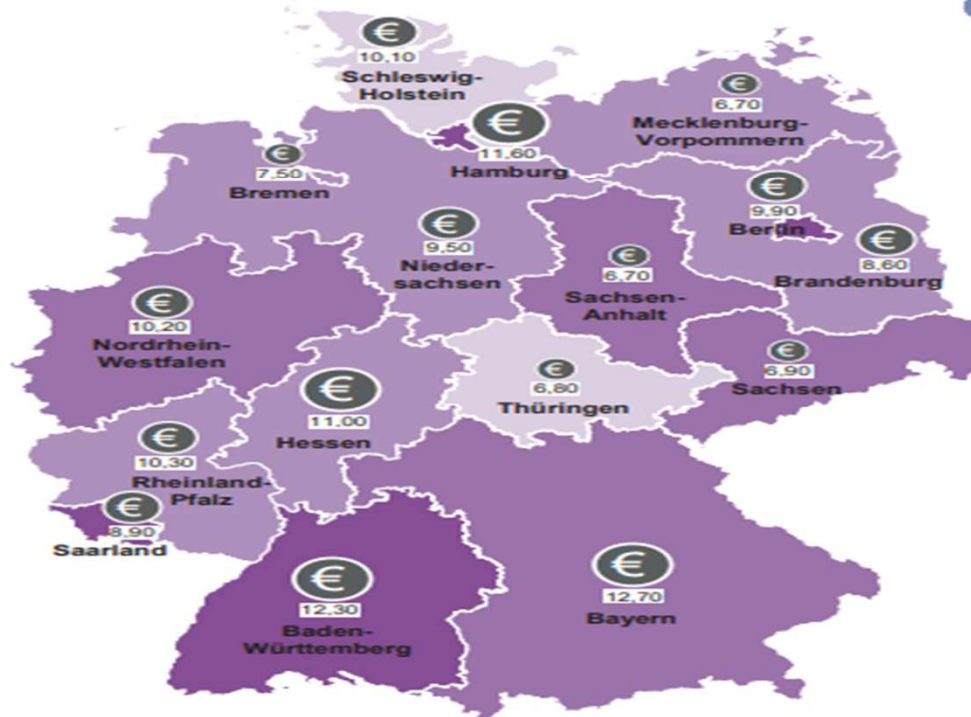 €
10,10
Schleswig-
Holstein
€
6,70
Mecklenburg-
Vorpommern
€
11,60
Hamburg
€
7,50
Bremen
€
9,90
Berlin
€
9,50
Nieder-
sachsen
€
6,70
Sachsen-
Anhalt
€
8,60
Brandenburg
€
10,20
Nordrhein-
Westfalen
€
11,00
Hessen
€
6,80
Thüringen
€
6,90
Sachsen
€
10,30
Rheinland-
Pfalz
€
8,90
Saarland
€
12,30
Baden-
Württemberg
€
12,70
Bayern